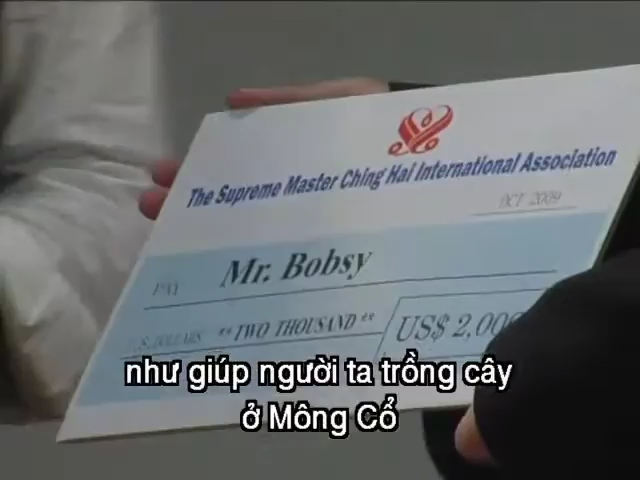 The Supreme Master Ching Hai International Association
OCT 2009
PAY Mr. Bobsy
S. DOLLARS **TWO THOUSAND** US$ 2,000
như giúp người ta trồng cây
ở Mông Cổ